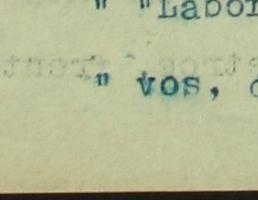 " "Labor
" vos,